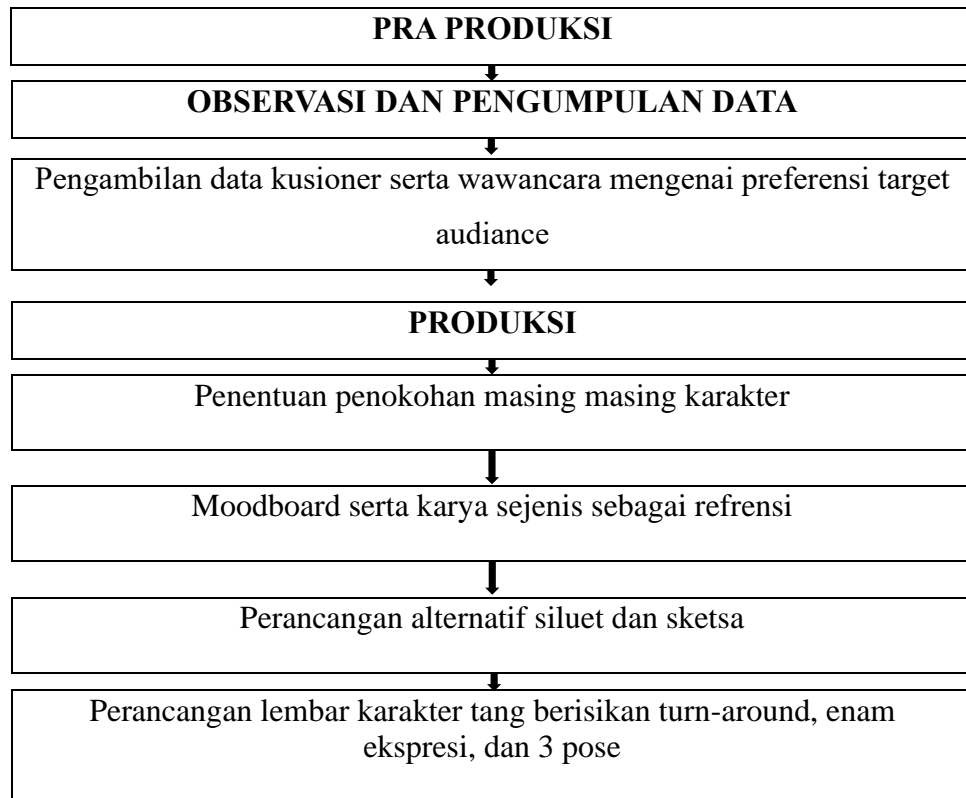 PRA PRODUKSI
OBSERVASI DAN PENGUMPULAN DATA
Pengambilan data kusioner serta wawancara mengenai preferensi target
audiance
PRODUKSI
Penentuan penokohan masing masing karakter
Moodboard serta karya sejenis sebagai refrensi
Perancangan alternatif siluet dan sketsa
Perancangan lembar karakter tang berisikan turn-around, enam
ekspresi, dan 3 pose